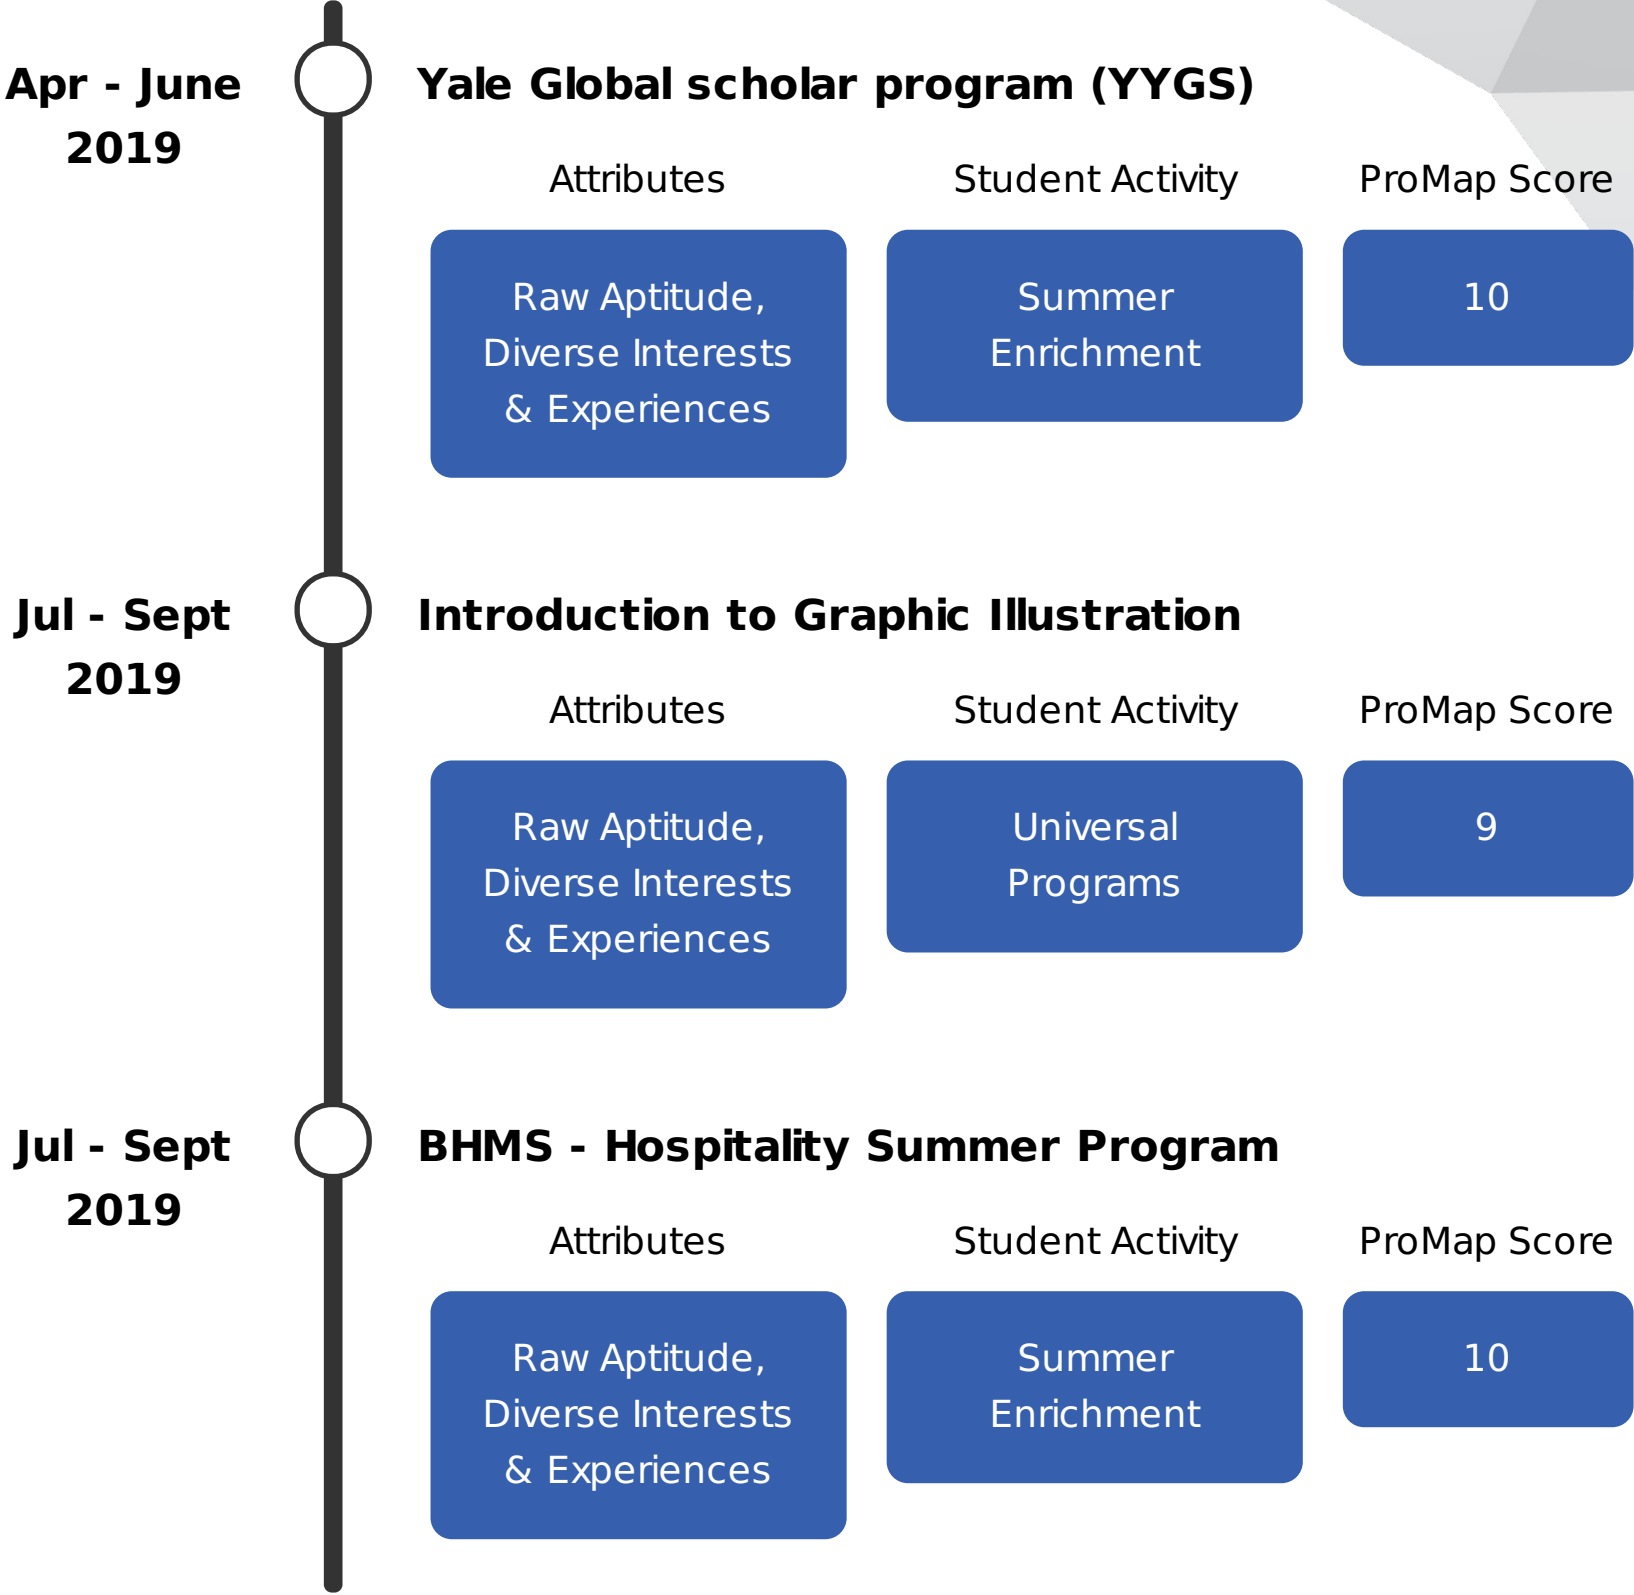 Apr - June
2019
Yale Global scholar program (YYGS)
Attributes
Student Activity
ProMap Score
Raw Aptitude,
Diverse Interests
& Experiences
Summer
Enrichment
10
Jul - Sept
2019
Introduction to Graphic Illustration
Attributes
Student Activity
ProMap Score
Raw Aptitude,
Diverse Interests
& Experiences
Universal
Programs
9
Jul - Sept
2019
BHMS - Hospitality Summer Program
Attributes
Student Activity
ProMap Score
Raw Aptitude,
Diverse Interests
& Experiences
Summer
Enrichment
10